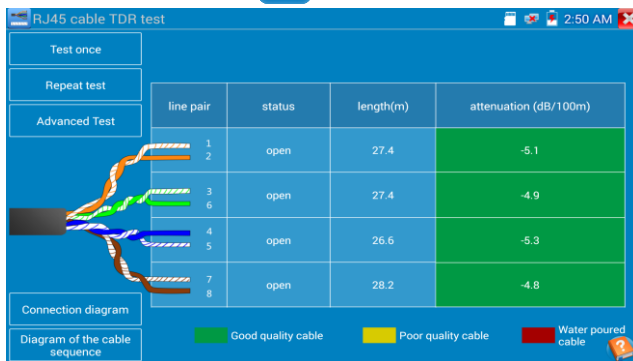 RJ45 cable TDR test
2:50 AM
Test once
Repeat test
Advanced Test
line pair status length(m) attenuation (dB/100m)
1
2
open 27.4 -5.1
3
6
open 27.4 -4.9
4
5
open 26.6 -5.3
7
8
open 28.2 -4.8
Connection diagram
Diagram of the cable
sequence
Good quality cable
Poor quality cable
Water poured
cable
?